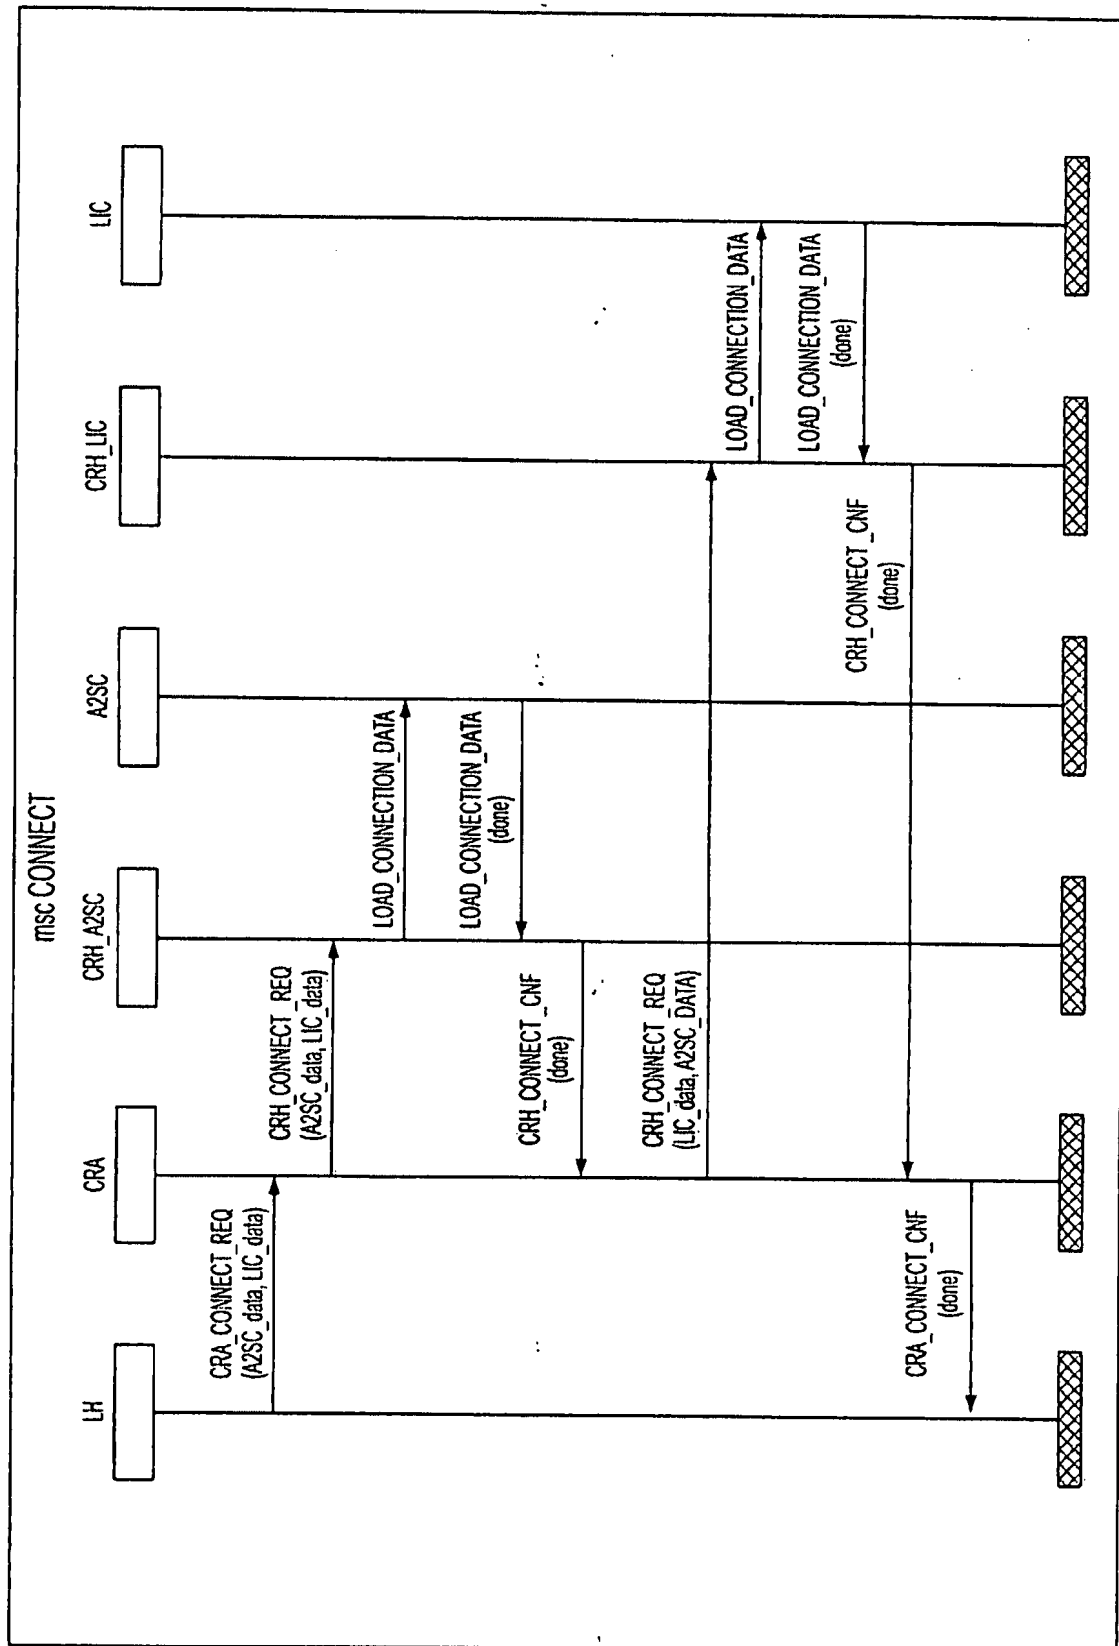 msc CONNECT
LH
CRA
CRH_A2SC
A2SC
CRH_LIC
LIC
CRA_CONNECT_REQ
(A2SC_data, LIC_data)
CRH_CONNECT_REQ
(A2SC_data, LIC_data)
LOAD_CONNECTION_DATA
LOAD_CONNECTION_DATA
(done)
CRH_CONNECT_CNF
(done)
CRH_CONNECT_REQ
(LIC_data, A2SC_DATA)
LOAD_CONNECTION_DATA
LOAD_CONNECTION_DATA
(done)
CRH_CONNECT_CNF
(done)
CRA_CONNECT_CNF
(done)